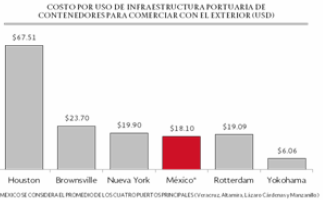 COSTO POR USO DE INFRAESTRUCTURA PORTUARIA DE
CONTENEDORES PARA COMERCIAR CON EL EXTERIOR (USD)
$67.51
$23.70
$19.90
$18.10
$19.09
$6.06
Houston
Brownsville
Nueva York
México*
Rotterdam
Yokohama
MÉXICO SE CONSIDERA EL PROMEDIO DE LOS CUATRO PUERTOS PRINCIPALES (Veracruz, Altamira, Lázaro Cárdenas y Manzanillo)